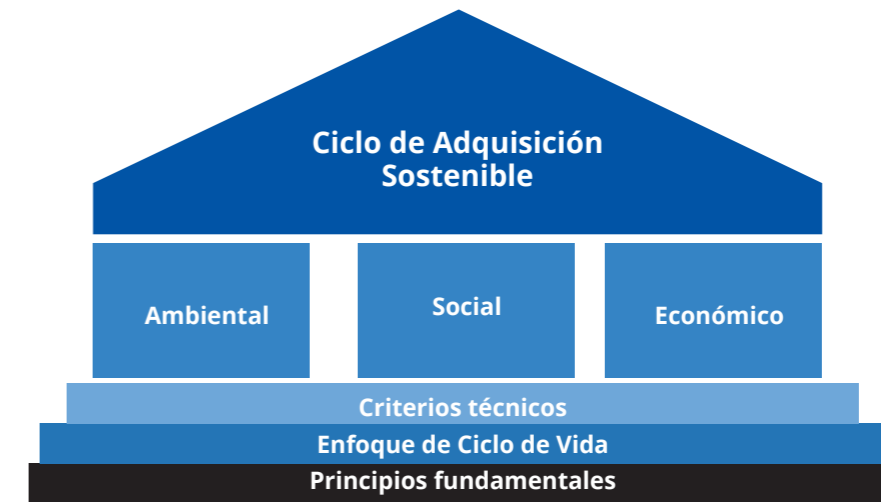 Ciclo de Adquisición
Sostenible
Ambiental
Social
Económico
Criterios técnicos
Enfoque de Ciclo de Vida
Principios fundamentales